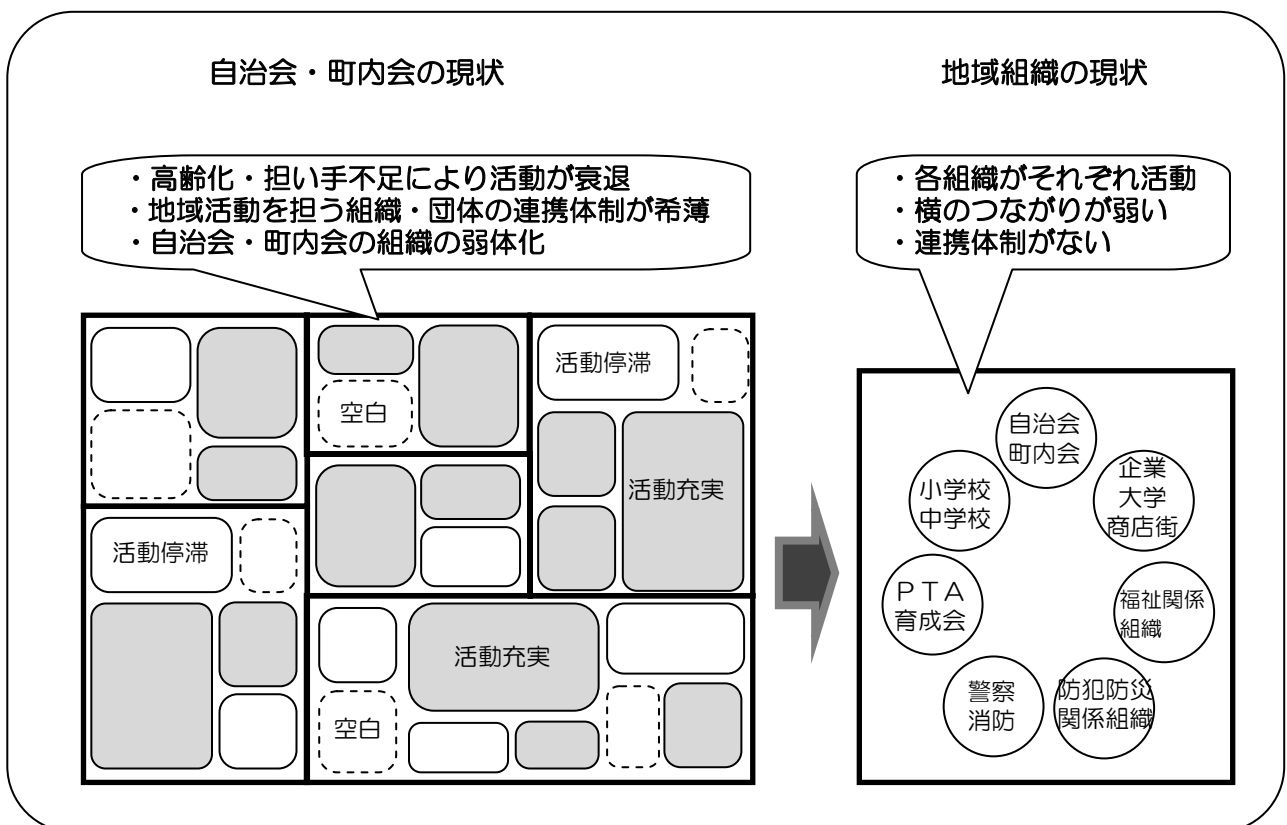 自治会・町内会の現状
地域組織の現状
・高齢化・担い手不足により活動が衰退
・地域活動を担う組織・団体の連携体制が希薄
・自治会・町内会の組織の弱体化
・各組織がそれぞれ活動
・横のつながりが弱い
・連携体制がない
活動停滞
空白
活動充実
活動停滞
活動充実
空白
自治会
町内会
企業
大学
商店街
小学校
中学校
福祉関係
組織
ＰＴＡ
育成会
防犯防災
関係組織
警察
消防